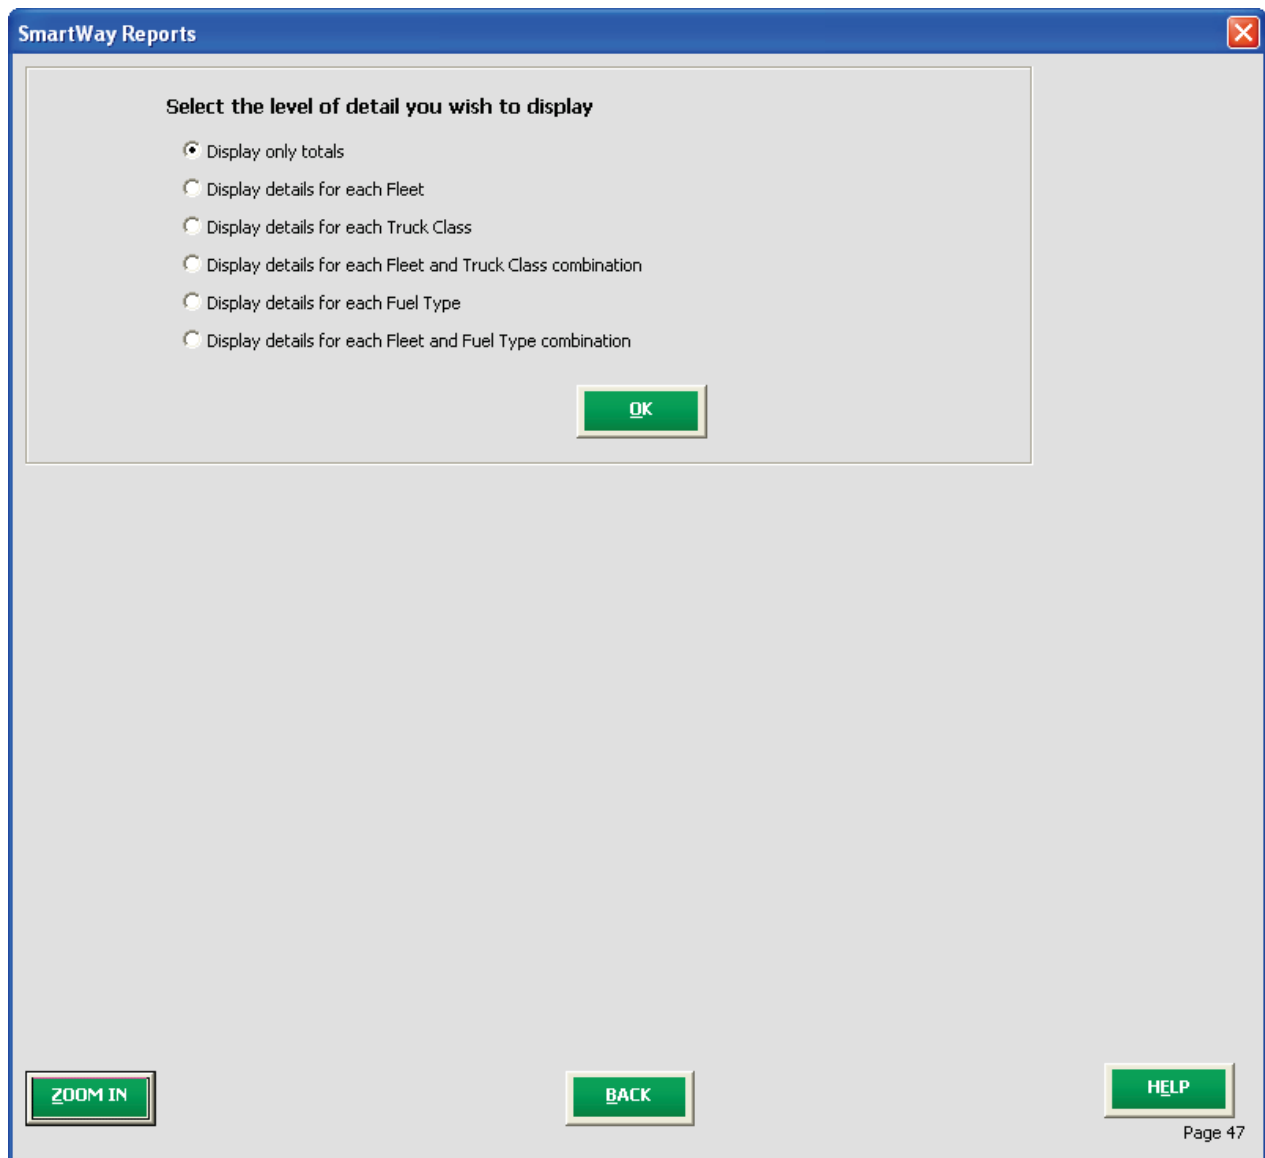 SmartWay Reports
Select the level of detail you wish to display
Display only totals
Display details for each Fleet
Display details for each Truck Class
Display details for each Fleet and Truck Class combination
Display details for each Fuel Type
Display details for each Fleet and Fuel Type combination
OK
ZOOM IN
BACK
HELP
Page 47